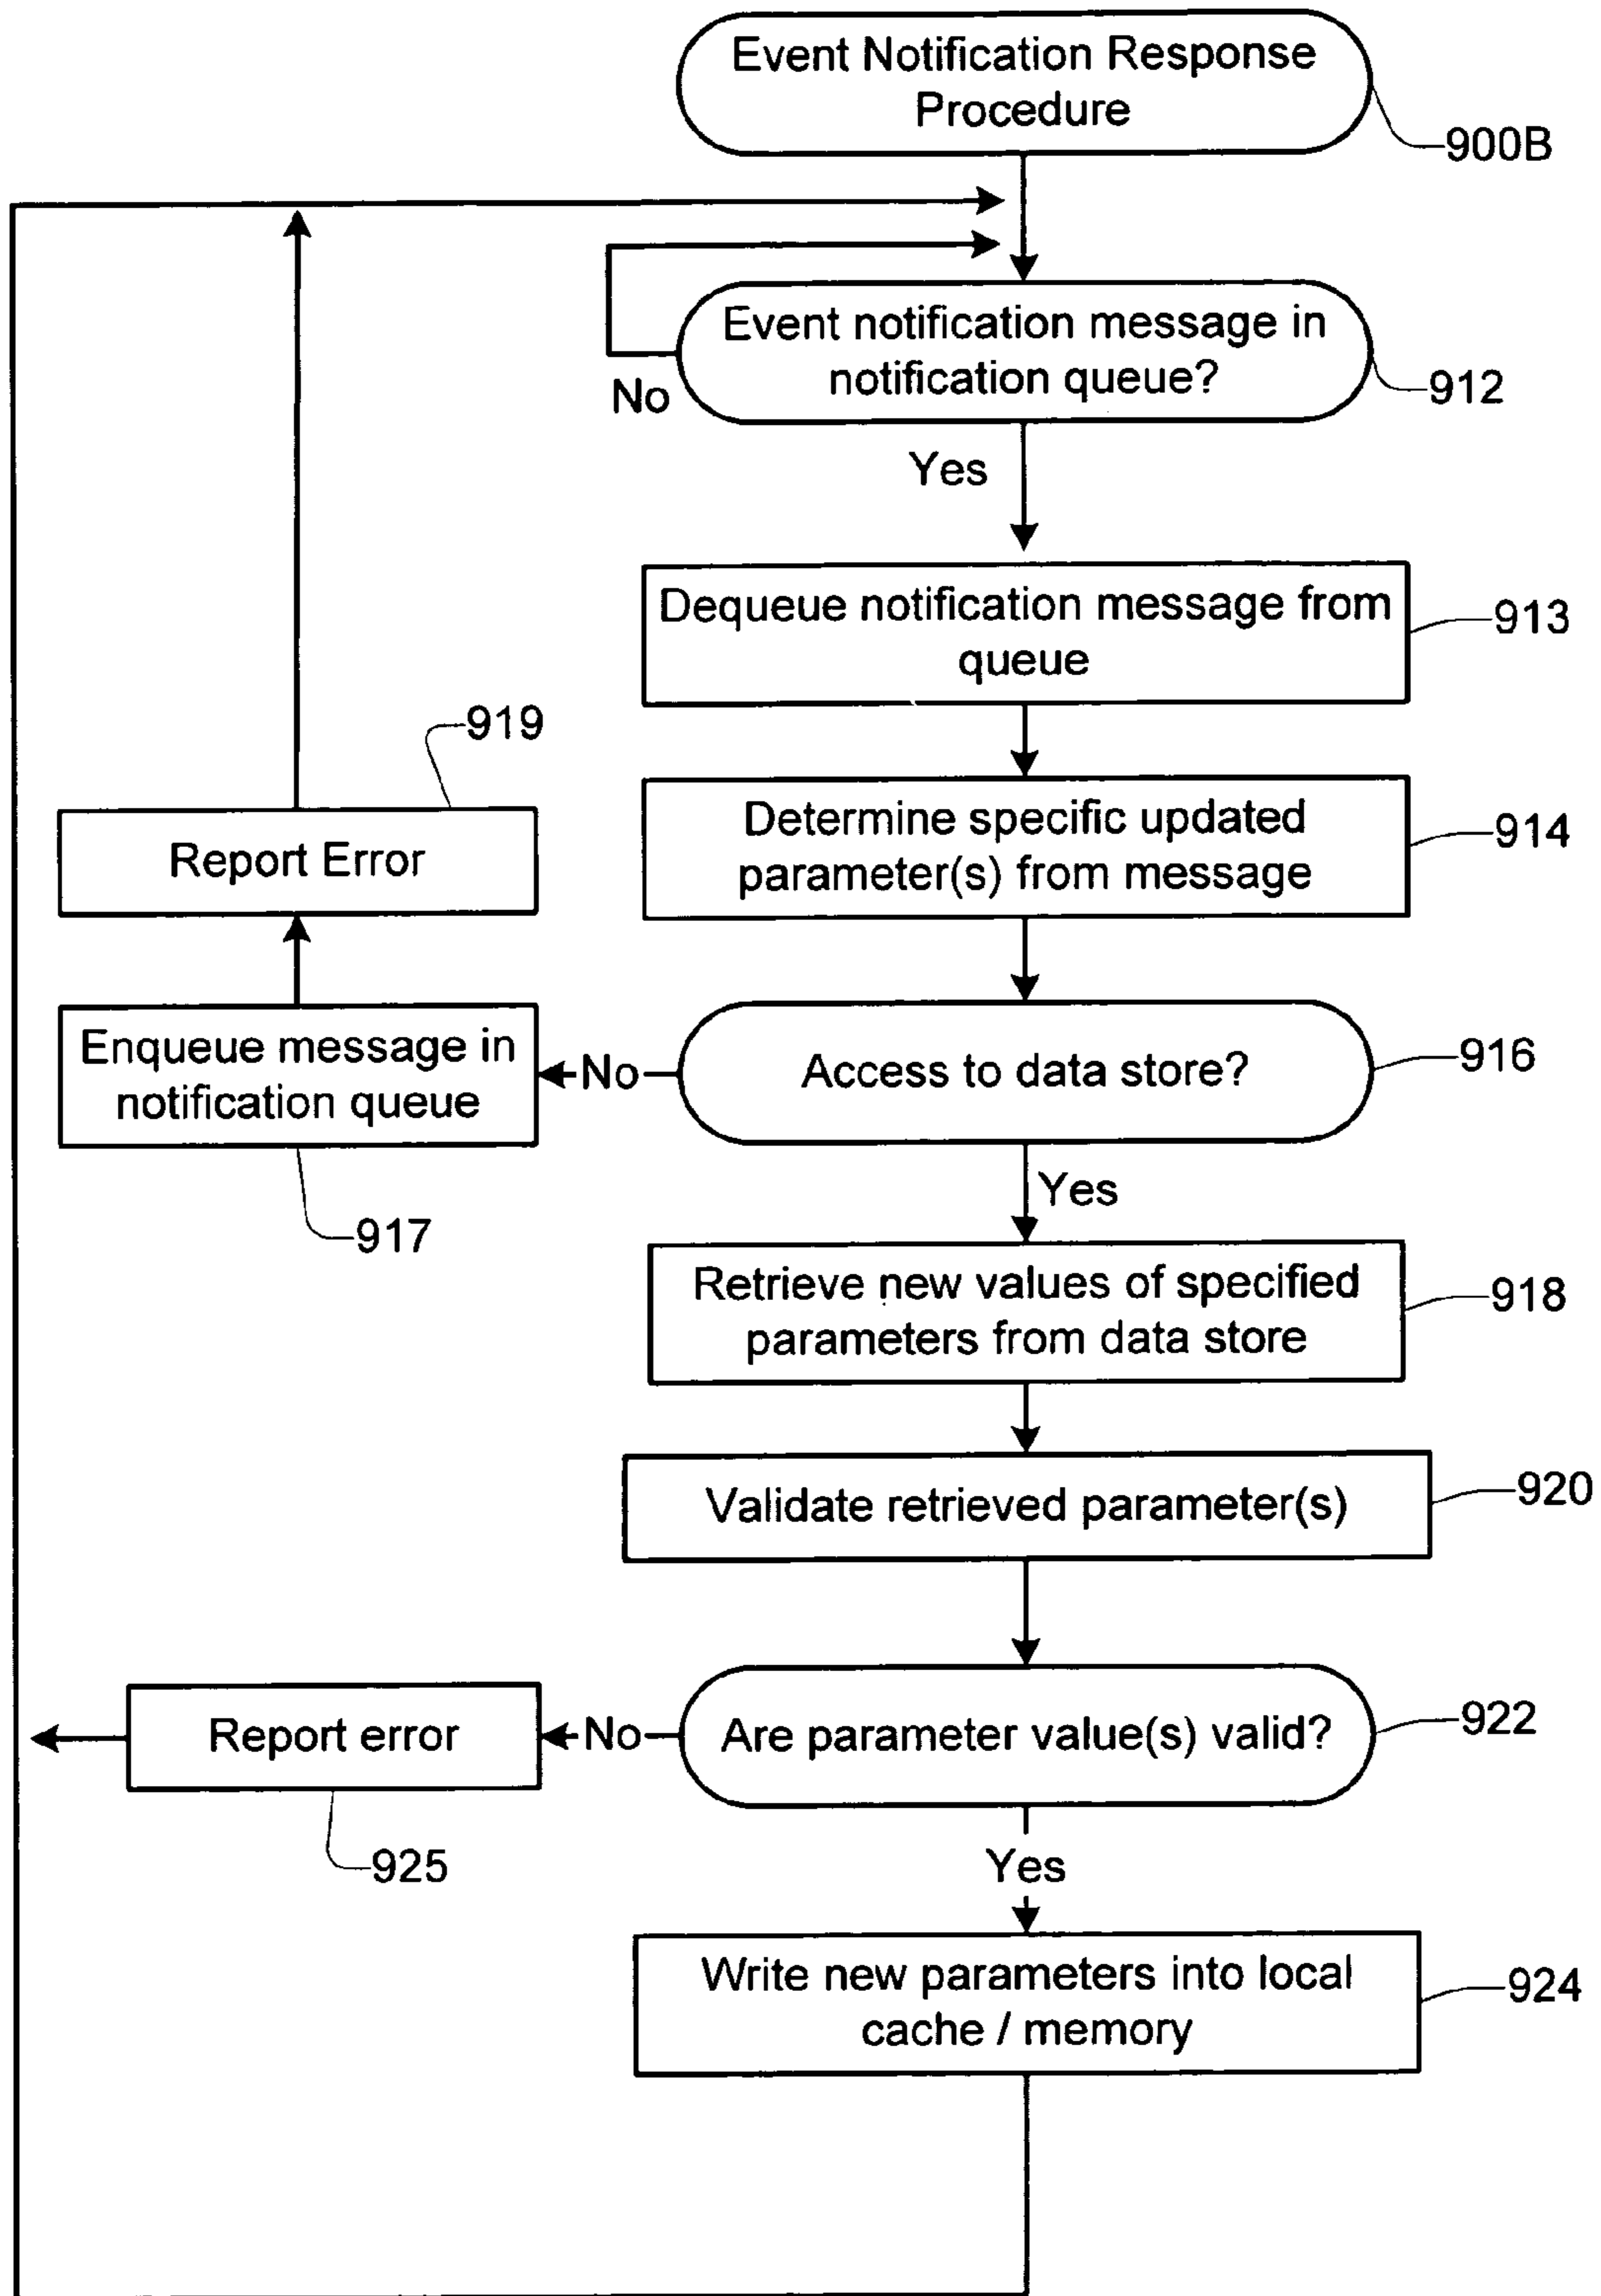 Event Notification Response
Procedure
900B
Event notification message in
notification queue?
912
No
Yes
Dequeue notification message from
queue
913
919
Determine specific updated
parameter(s) from message
914
Report Error
Enqueue message in
notification queue
No
Access to data store?
916
Yes
917
Retrieve new values of specified
parameters from data store
918
Validate retrieved parameter(s)
920
Report error
No
Are parameter value(s) valid?
922
925
Yes
Write new parameters into local
cache / memory
924